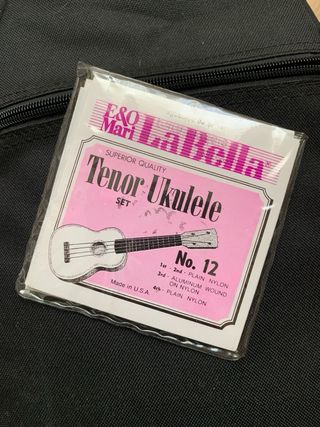 E&O
Mari
LaBella
SUPERIOR QUALITY
Tenor Ukulele
SET
No. 12
1st - 2nd - PLAIN NYLON
3rd - ALUMINUM WOUND
ON NYLON
4th - PLAIN NYLON
Made in U.S.A.